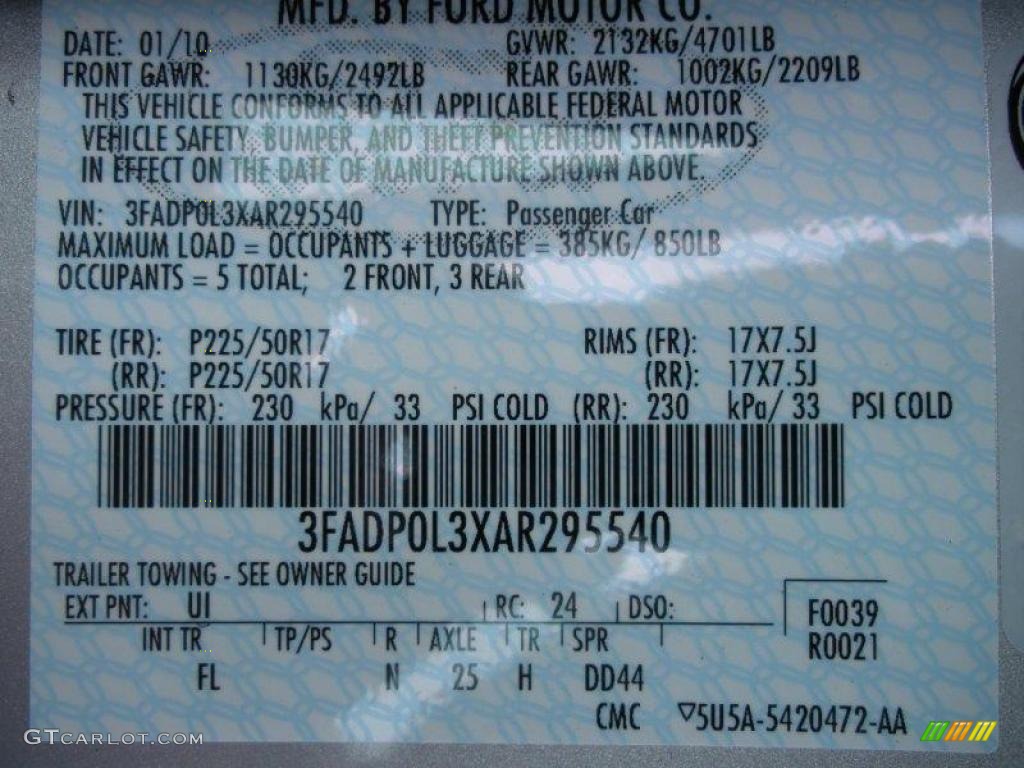 MFD. BY FORD MOTOR CO.
DATE: 01/10 GVWR: 2132KG/4701LB
FRONT GAWR: 1130KG/2492LB REAR GAWR: 1002KG/2209LB
THIS VEHICLE CONFORMS TO ALL APPLICABLE FEDERAL MOTOR
VEHICLE SAFETY, BUMPER, AND THEFT PREVENTION STANDARDS
IN EFFECT ON THE DATE OF MANUFACTURE SHOWN ABOVE.
VIN: 3FADP0L3XAR295540 TYPE: Passenger Car
MAXIMUM LOAD = OCCUPANTS + LUGGAGE = 385KG/ 850LB
OCCUPANTS = 5 TOTAL; 2 FRONT, 3 REAR
TIRE (FR): P225/50R17 RIMS (FR): 17X7.5J
(RR): P225/50R17 (RR): 17X7.5J
PRESSURE (FR): 230 kPa/ 33 PSI COLD (RR): 230 kPa/ 33 PSI COLD
3FADP0L3XAR295540
TRAILER TOWING - SEE OWNER GUIDE
EXT PNT: UI RC: 24 DSO: F0039
INT TR TP/PS R AXLE TR SPR R0021
FL N 25 H DD44
CMC ▽5U5A-5420472-AA
GTCARLOT.COM